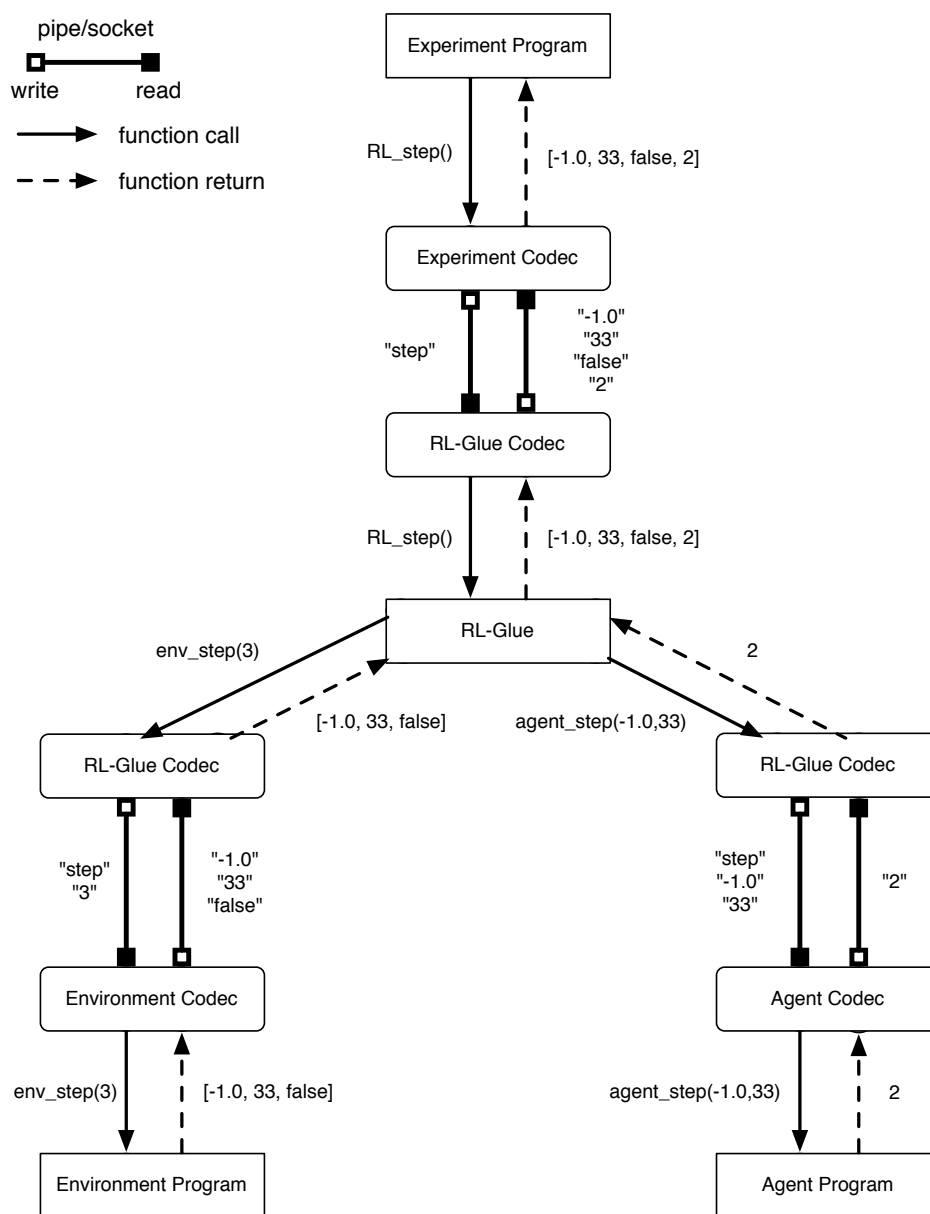 pipe/socket
write
read
function call
function return
Experiment Program
RL_step()
[-1.0, 33, false, 2]
Experiment Codec
"step"
"-1.0"
"33"
"false"
"2"
RL-Glue Codec
RL_step()
[-1.0, 33, false, 2]
RL-Glue
env_step(3)
[-1.0, 33, false]
agent_step(-1.0,33)
2
RL-Glue Codec
"step"
"3"
"-1.0"
"33"
"false"
Environment Codec
env_step(3)
[-1.0, 33, false]
Environment Program
RL-Glue Codec
"step"
"-1.0"
"33"
"2"
Agent Codec
agent_step(-1.0,33)
2
Agent Program